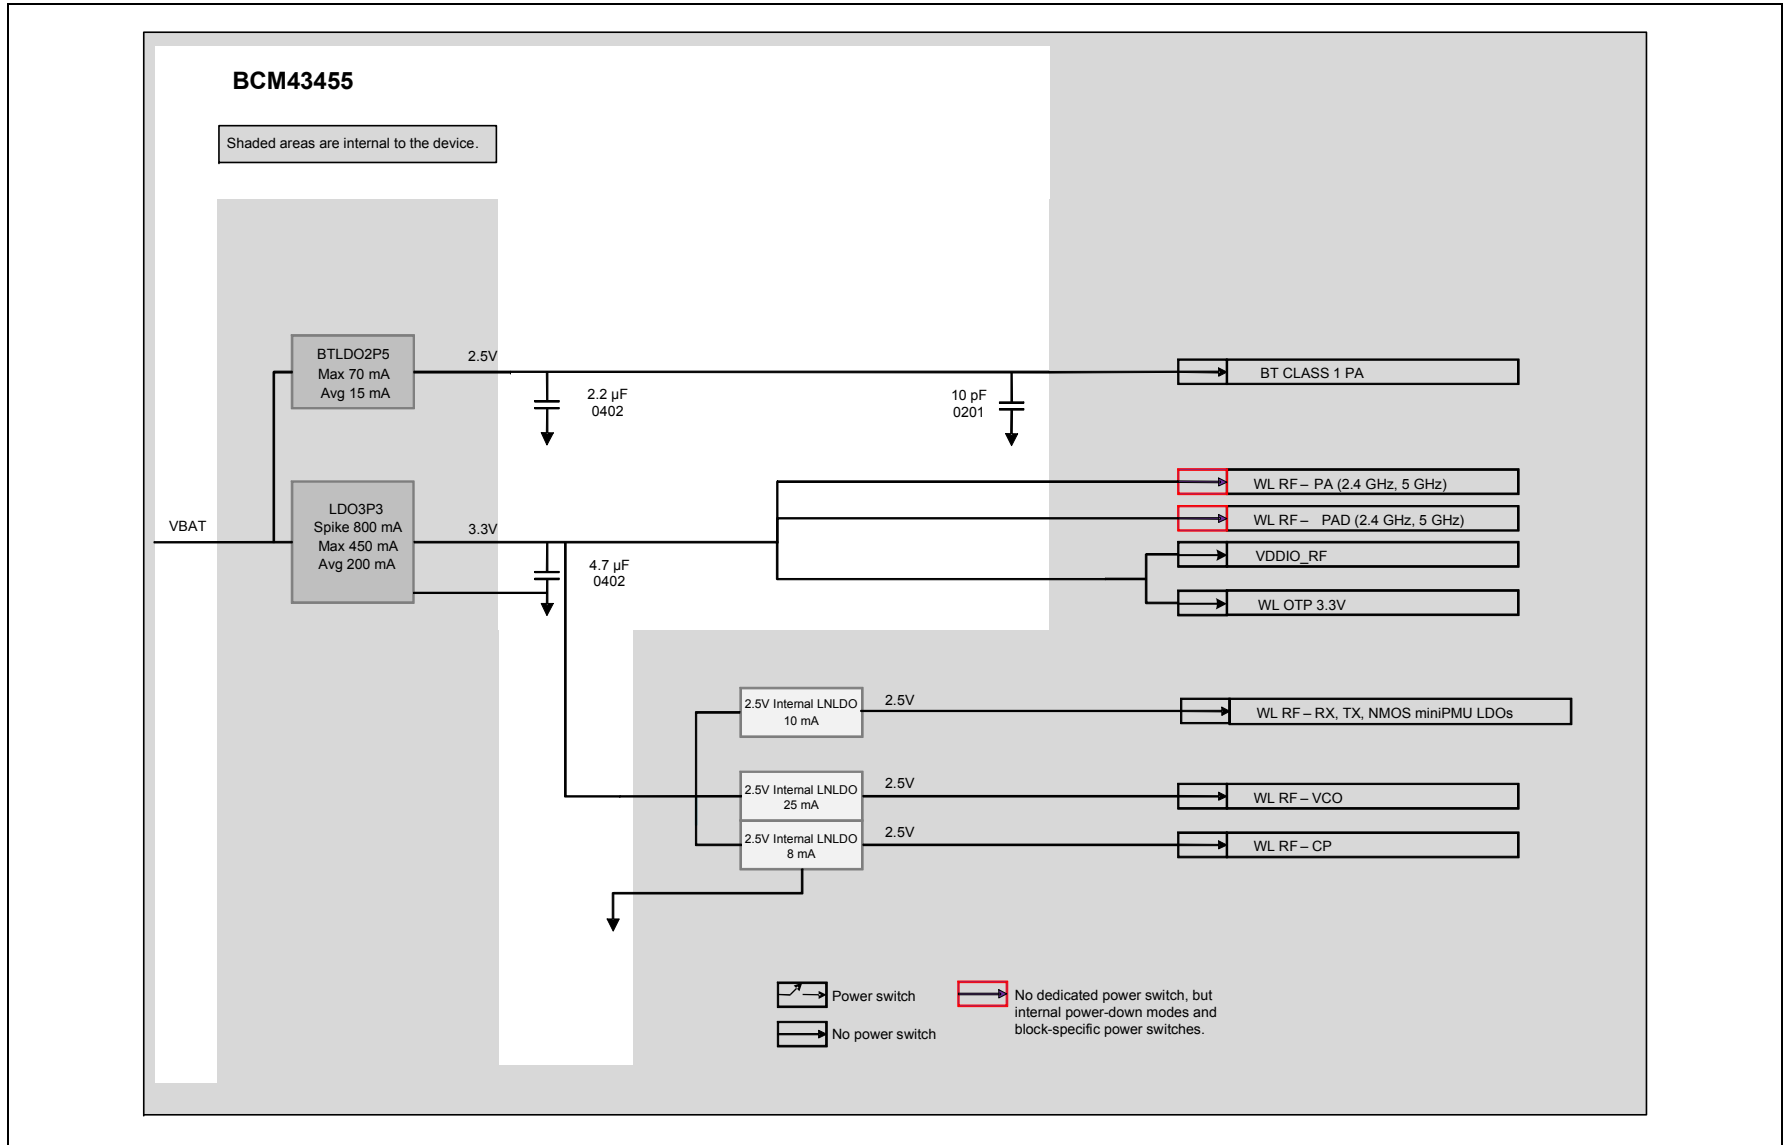 BCM43455
Shaded areas are internal to the device.
BTLDO2P5
Max 70 mA
Avg 15 mA
2.5V
2.2 µF
0402
10 pF
0201
BT CLASS 1 PA
VBAT
LDO3P3
Spike 800 mA
Max 450 mA
Avg 200 mA
3.3V
4.7 µF
0402
WL RF – PA (2.4 GHz, 5 GHz)
WL RF – PAD (2.4 GHz, 5 GHz)
VDDIO_RF
WL OTP 3.3V
2.5V Internal LNLDO
10 mA
2.5V
WL RF – RX, TX, NMOS miniPMU LDOs
2.5V Internal LNLDO
25 mA
2.5V
WL RF – VCO
2.5V Internal LNLDO
8 mA
2.5V
WL RF – CP
Power switch
No power switch
No dedicated power switch, but
internal power-down modes and
block-specific power switches.